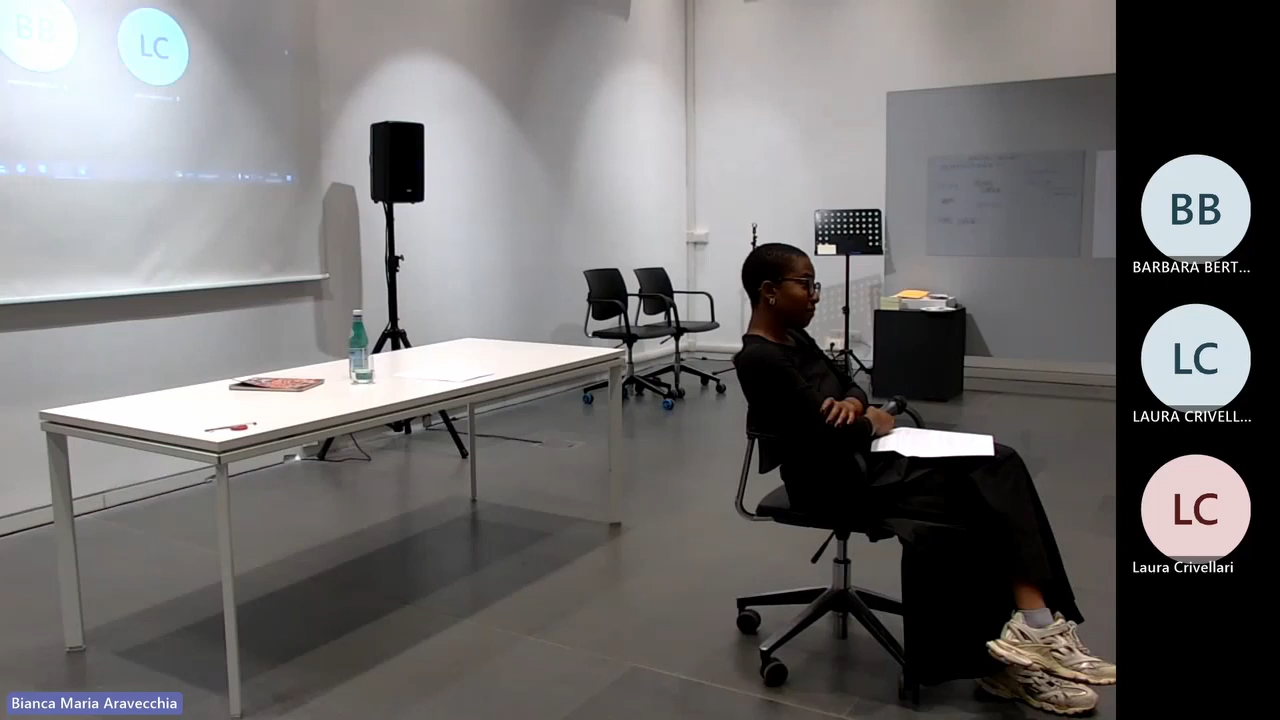 BB
LC
BB
BARBARA BERT...
LC
LAURA CRIVELL...
LC
Laura Crivellari
Bianca Maria Aravecchia